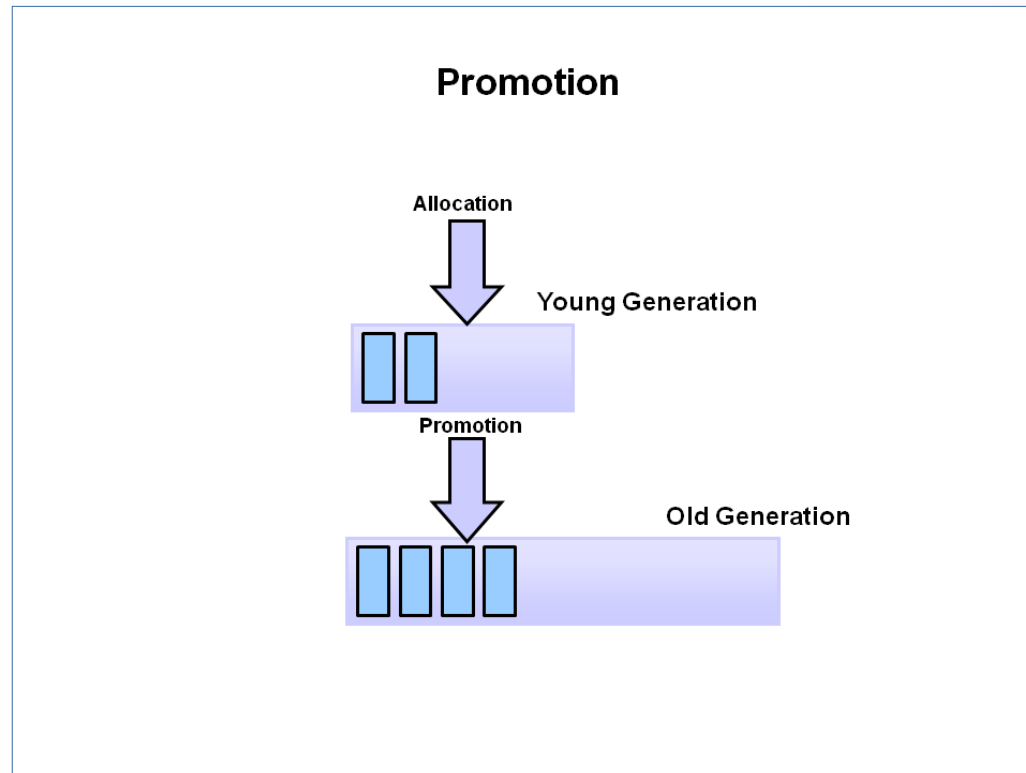 Promotion
Allocation
Young Generation
Promotion
Old Generation